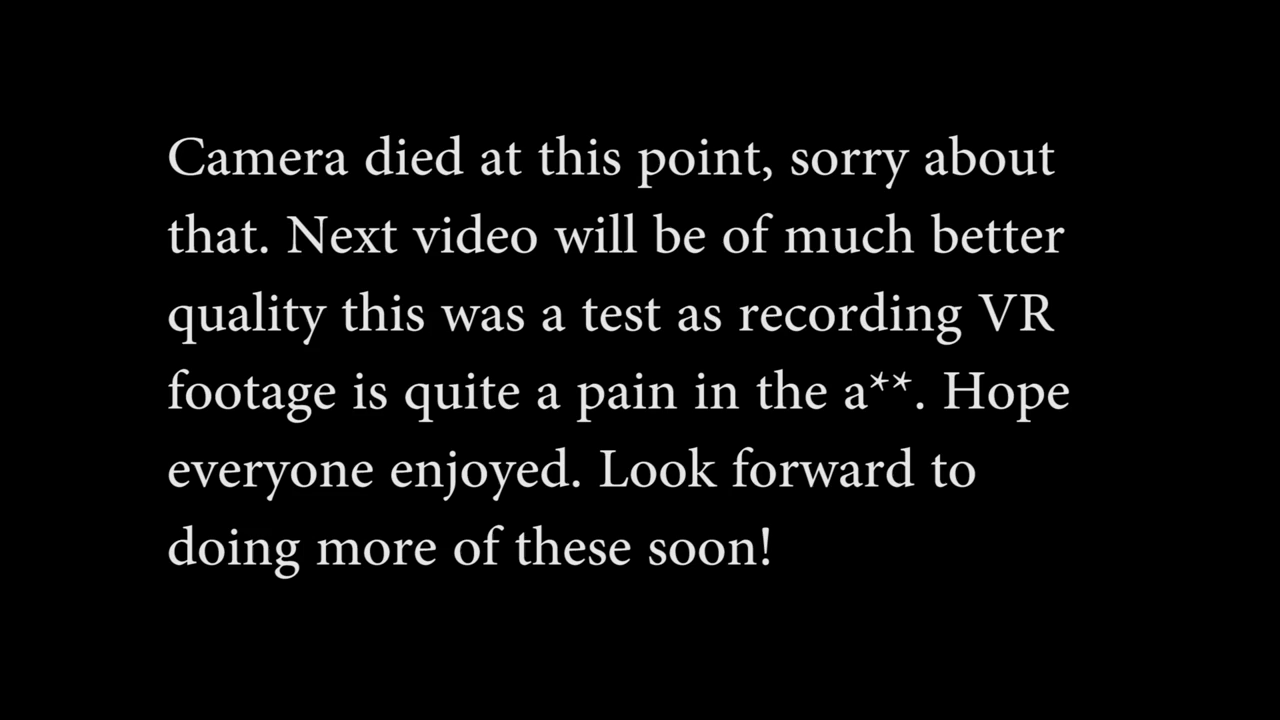 Camera died at this point, sorry about
that. Next video will be of much better
quality this was a test as recording VR
footage is quite a pain in the a**. Hope
everyone enjoyed. Look forward to
doing more of these soon!